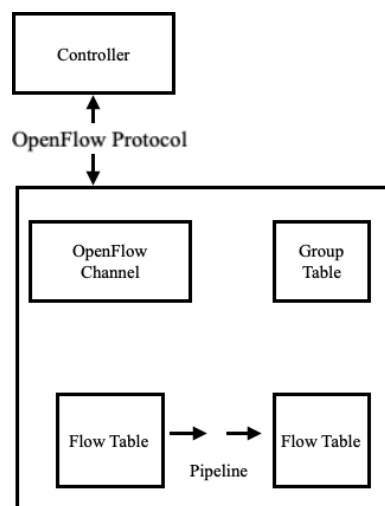 Controller
OpenFlow Protocol
OpenFlow
Channel
Group
Table
Flow Table
Flow Table
Pipeline